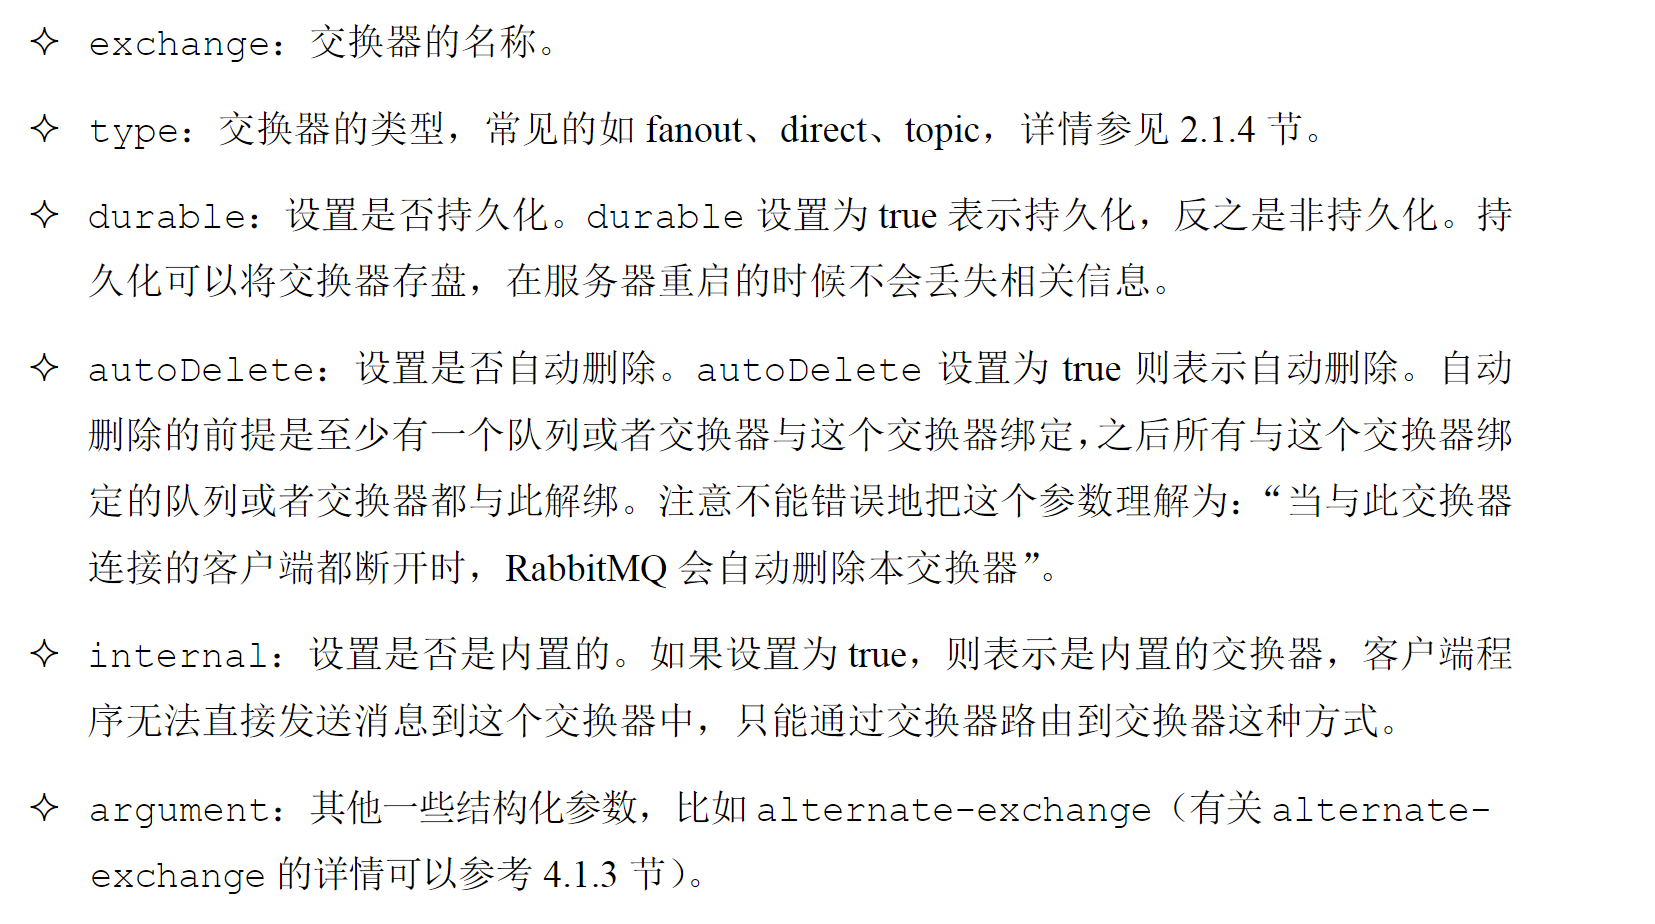 ✧ exchange：交换器的名称。
✧ type：交换器的类型，常见的如 fanout、direct、topic，详情参见 2.1.4 节。
✧ durable：设置是否持久化。durable 设置为 true 表示持久化，反之是非持久化。持
久化可以将交换器存盘，在服务器重启的时候不会丢失相关信息。
✧ autoDelete：设置是否自动删除。autoDelete 设置为 true 则表示自动删除。自动
删除的前提是至少有一个队列或者交换器与这个交换器绑定，之后所有与这个交换器绑
定的队列或者交换器都与此解绑。注意不能错误地把这个参数理解为：“当与此交换器
连接的客户端都断开时，RabbitMQ 会自动删除本交换器”。
✧ internal：设置是否是内置的。如果设置为 true，则表示是内置的交换器，客户端程
序无法直接发送消息到这个交换器中，只能通过交换器路由到交换器这种方式。
✧ argument：其他一些结构化参数，比如 alternate-exchange（有关 alternate-
exchange 的详情可以参考 4.1.3 节）。